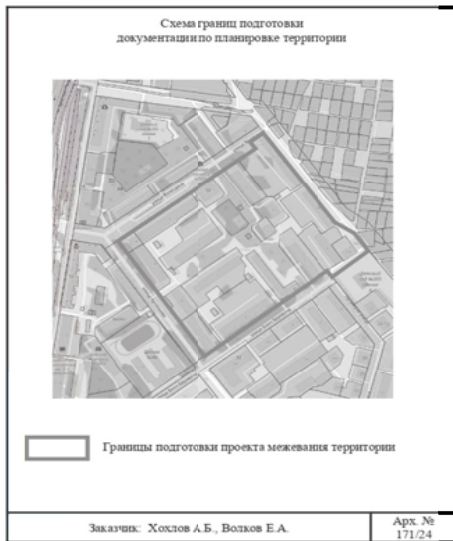 Схема границ подготовки
документации по планировке территории
Границы подготовки проекта межевания территории
Заказчик: Хохлов А.Б., Волков Е.А.
Арх. №
171/24